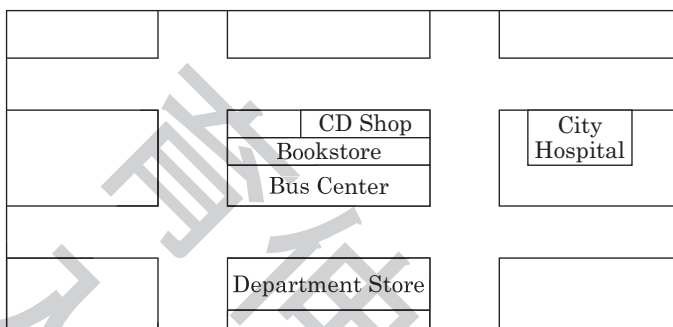 CD Shop
Bookstore
Bus Center
City
Hospital
Department Store